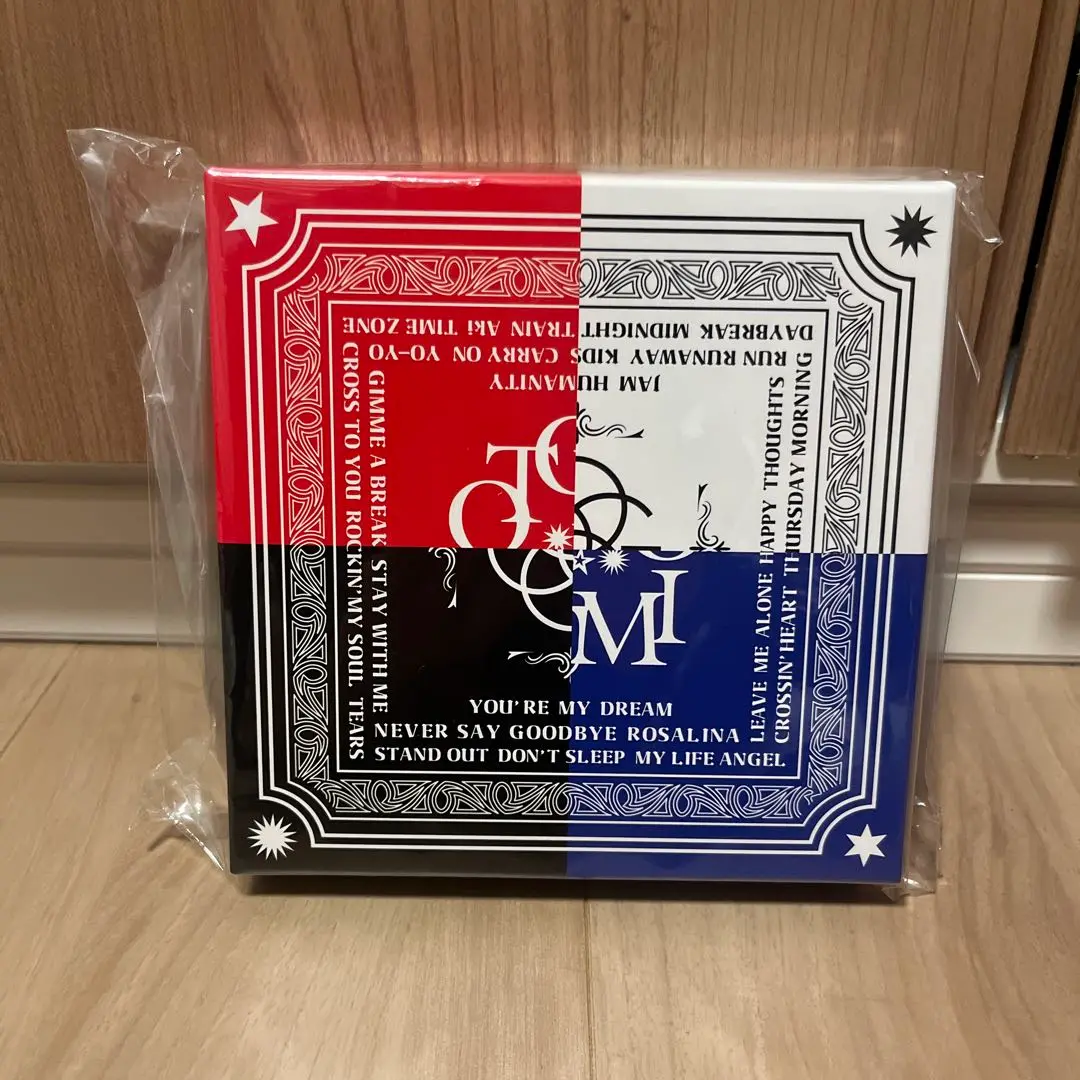 JAM HUMANITY
RUN RUNAWAY KIDS CARRY ON YO-YO
DAYBREAK MIDNIGHT TRAIN AKi TIME ZONE
GIMME A BREAK STAY WITH ME
CROSS TO YOU ROCKIN' MY SOUL TEARS
LEAVE ME ALONE HAPPY THOUGHTS
CROSSIN' HEART THURSDAY MORNING
YOU'RE MY DREAM
NEVER SAY GOODBYE ROSALINA
STAND OUT DON'T SLEEP MY LIFE ANGEL